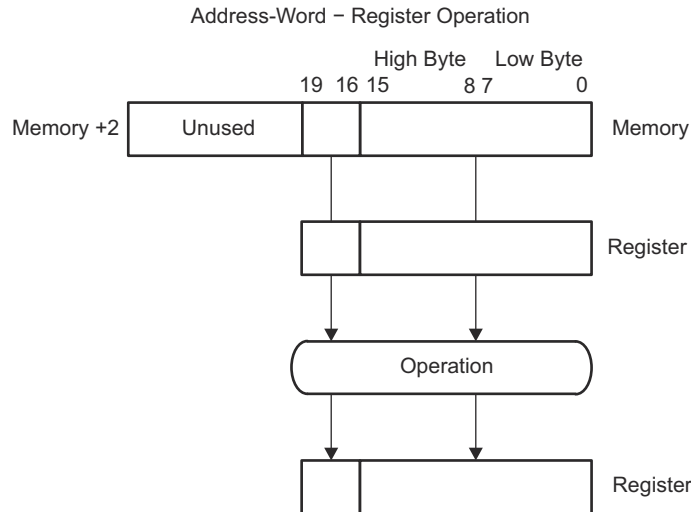 Address-Word − Register Operation
High Byte Low Byte
19 16 15 8 7 0
Memory +2 Unused Memory
Register
Operation
Register